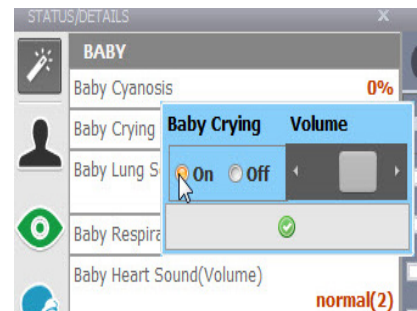 STATUS/DETAILS X
BABY
Baby Cyanosis 0%
Baby Crying
Baby Crying Volume
On Off
Baby Lung S
Baby Respira
Baby Heart Sound(Volume)
normal(2)